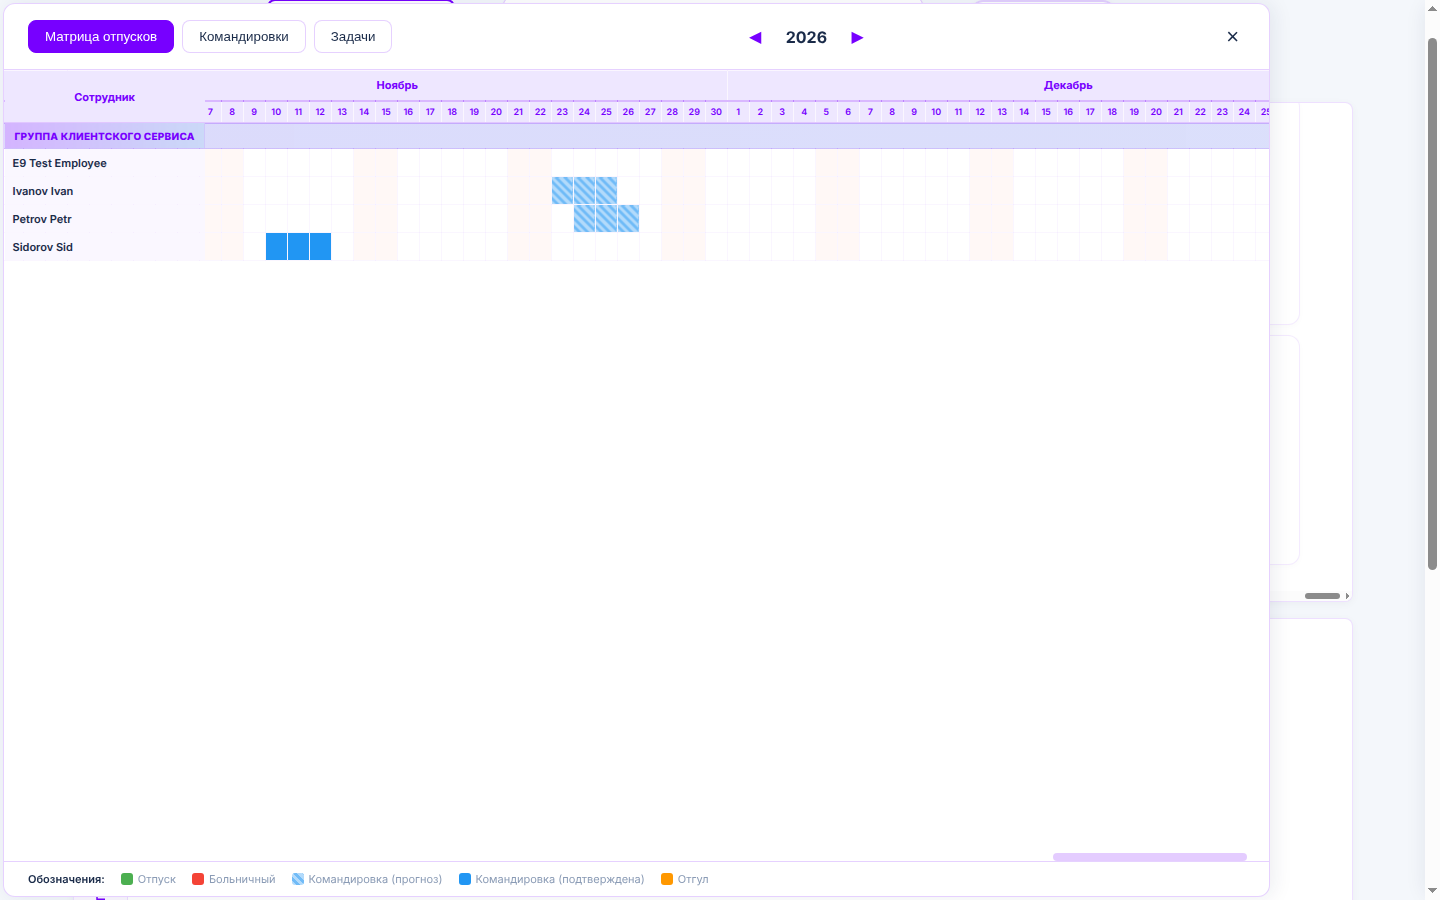 Матрица отпусков Командировки Задачи ◀ 2026 ▶ ×
Сотрудник Ноябрь Декабрь
7 8 9 10 11 12 13 14 15 16 17 18 19 20 21 22 23 24 25 26 27 28 29 30 1 2 3 4 5 6 7 8 9 10 11 12 13 14 15 16 17 18 19 20 21 22 23 24 25
ГРУППА КЛИЕНТСКОГО СЕРВИСА
E9 Test Employee
Ivanov Ivan
Petrov Petr
Sidorov Sid
Обозначения: Отпуск Больничный Командировка (прогноз) Командировка (подтверждена) Отгул